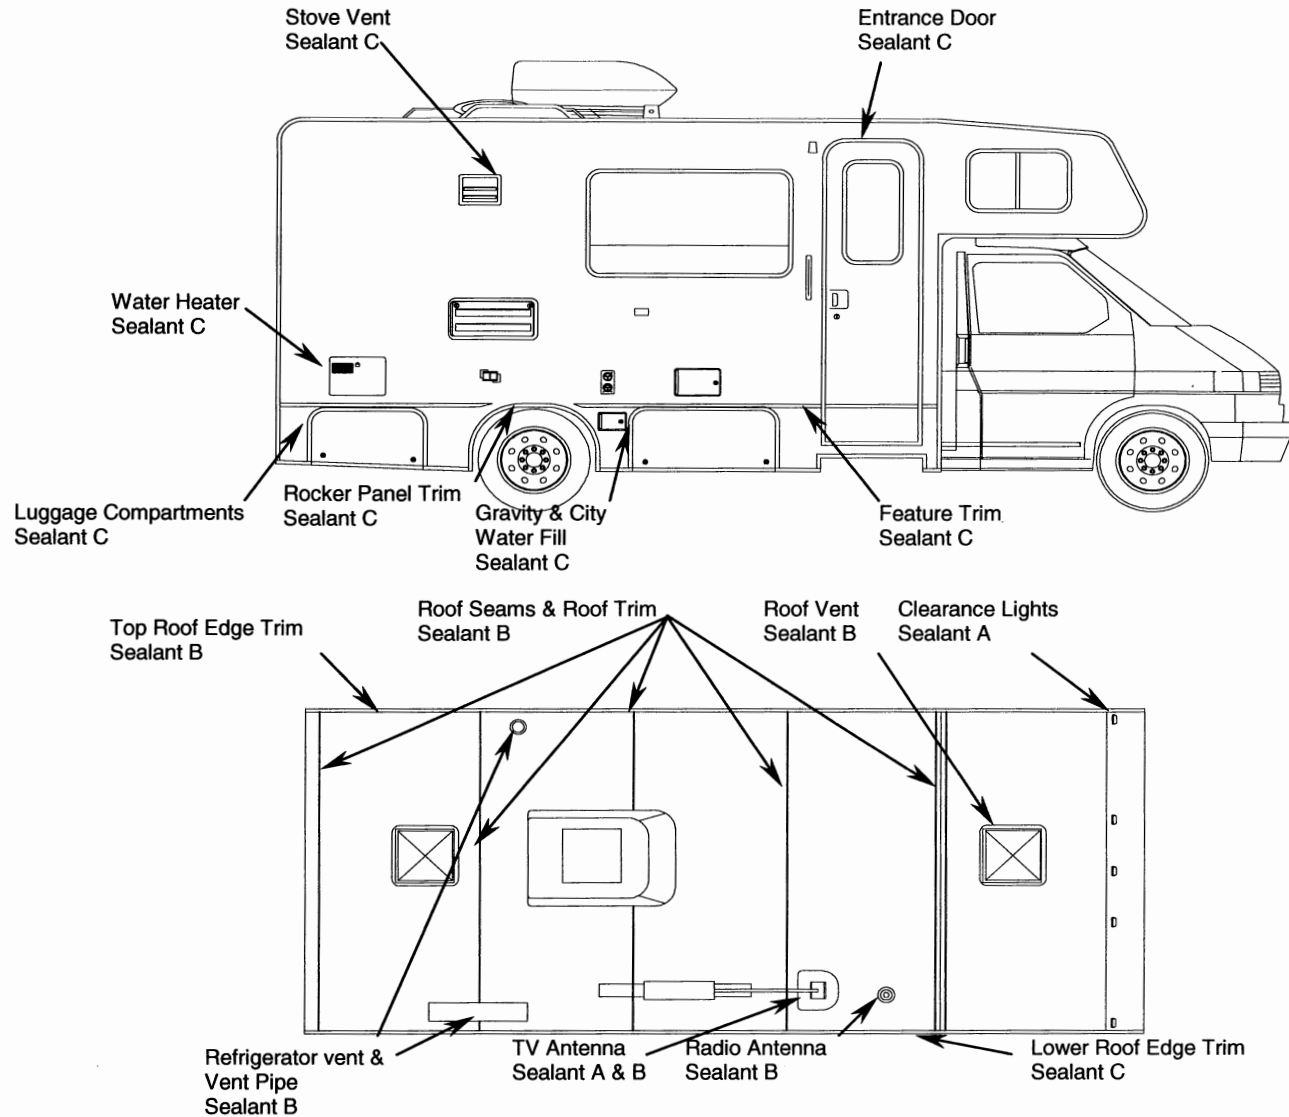 Stove Vent
Sealant C
Entrance Door
Sealant C
Water Heater
Sealant C
Luggage Compartments
Sealant C
Rocker Panel Trim
Sealant C
Gravity & City
Water Fill
Sealant C
Feature Trim
Sealant C
Top Roof Edge Trim
Sealant B
Roof Seams & Roof Trim
Sealant B
Roof Vent
Sealant B
Clearance Lights
Sealant A
Refrigerator vent &
Vent Pipe
Sealant B
TV Antenna
Sealant A & B
Radio Antenna
Sealant B
Lower Roof Edge Trim
Sealant C